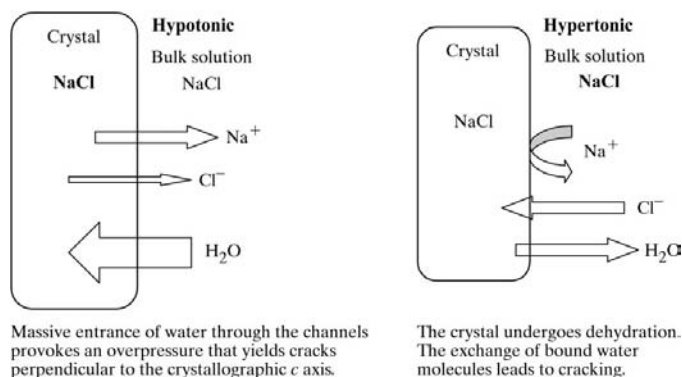 Crystal
NaCl
Hypotonic
Bulk solution
NaCl
Na⁺
Cl⁻
H₂O
Massive entrance of water through the channels
provokes an overpressure that yields cracks
perpendicular to the crystallographic c axis.
Crystal
NaCl
Hypertonic
Bulk solution
NaCl
Na⁺
Cl⁻
H₂O
The crystal undergoes dehydration.
The exchange of bound water
molecules leads to cracking.